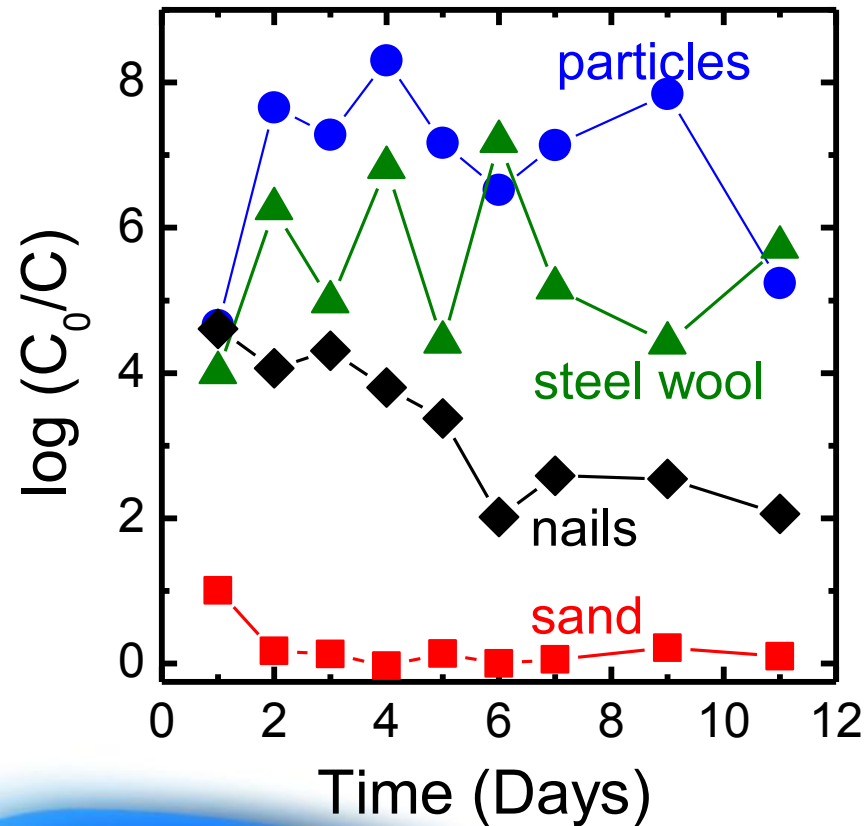 particles
8
6
steel wool
4
nails
2
sand
0
0 2 4 6 8 10 12
log (C₀/C)
Time (Days)